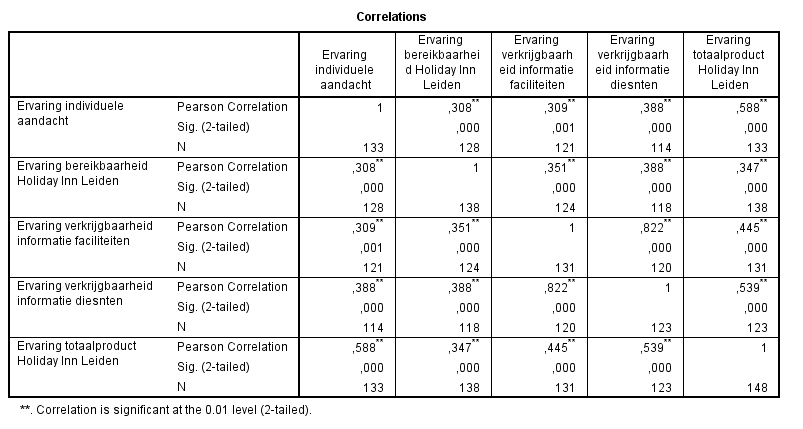 Correlations
Ervaring individuele aandacht Ervaring bereikbaarhei d Holiday Inn Leiden Ervaring verkrijgbaarh eid informatie faciliteiten Ervaring verkrijgbaarh eid informatie diesnten Ervaring totaalproduct Holiday Inn Leiden
Ervaring individuele aandacht Pearson Correlation 1 ,308** ,309** ,388** ,588**
Sig. (2-tailed) ,000 ,001 ,000 ,000
N 133 128 121 114 133
Ervaring bereikbaarheid Holiday Inn Leiden Pearson Correlation ,308** 1 ,351** ,388** ,347**
Sig. (2-tailed) ,000 ,000 ,000 ,000
N 128 138 124 118 138
Ervaring verkrijgbaarheid informatie faciliteiten Pearson Correlation ,309** ,351** 1 ,822** ,445**
Sig. (2-tailed) ,001 ,000 ,000 ,000
N 121 124 131 120 131
Ervaring verkrijgbaarheid informatie diesnten Pearson Correlation ,388** ,388** ,822** 1 ,539**
Sig. (2-tailed) ,000 ,000 ,000 ,000
N 114 118 120 123 123
Ervaring totaalproduct Holiday Inn Leiden Pearson Correlation ,588** ,347** ,445** ,539** 1
Sig. (2-tailed) ,000 ,000 ,000 ,000
N 133 138 131 123 148
**. Correlation is significant at the 0.01 level (2-tailed).